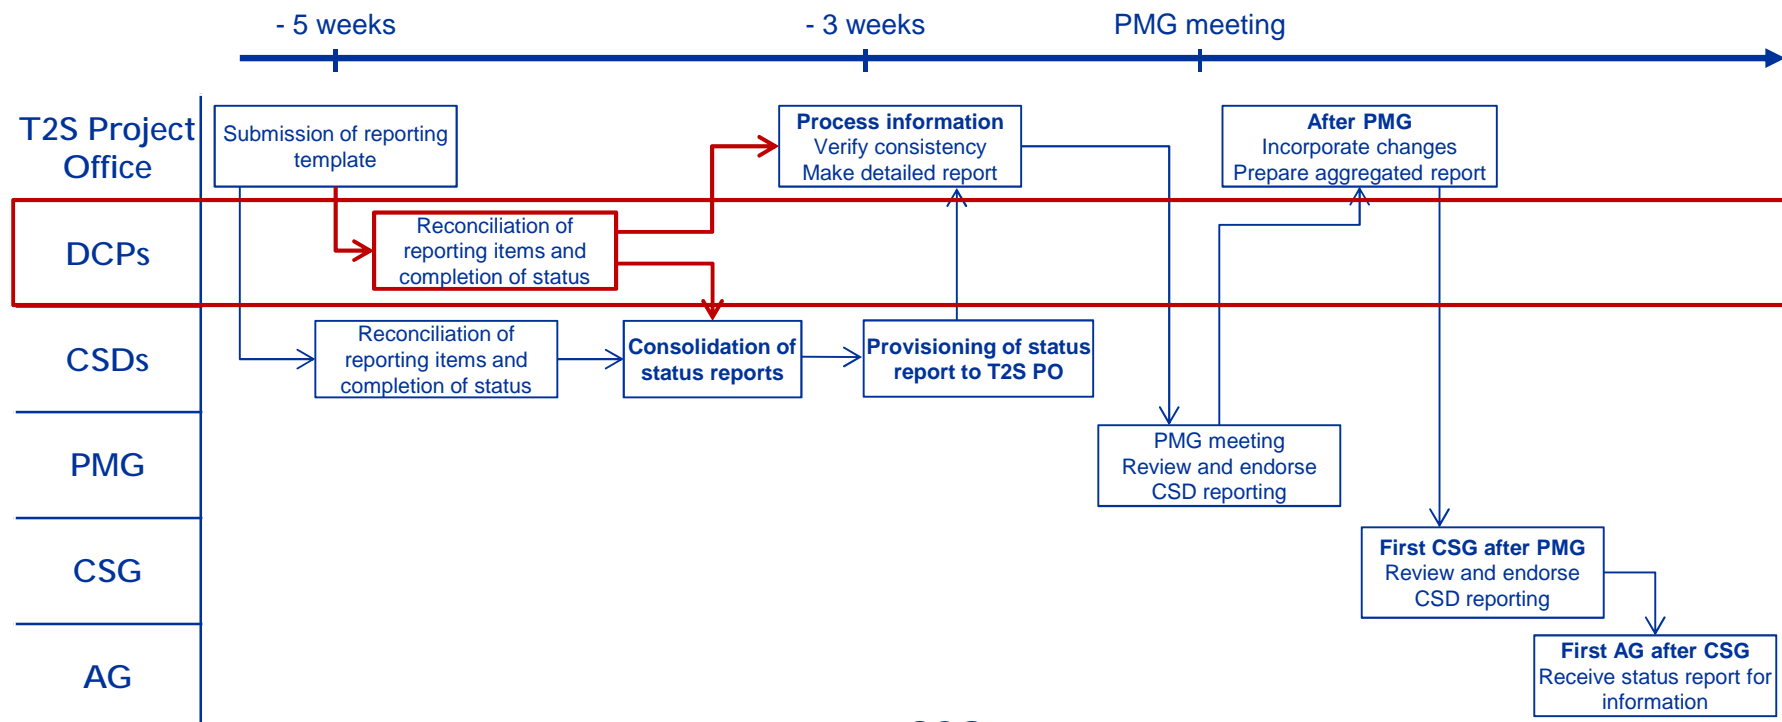 - 5 weeks
- 3 weeks
PMG meeting
T2S Project
Office
Submission of reporting
template
Process information
Verify consistency
Make detailed report
After PMG
Incorporate changes
Prepare aggregated report
DCPs
Reconciliation of
reporting items and
completion of status
CSDs
Reconciliation of
reporting items and
completion of status
Consolidation of
status reports
Provisioning of status
report to T2S PO
PMG
PMG meeting
Review and endorse
CSD reporting
CSG
First CSG after PMG
Review and endorse
CSD reporting
AG
First AG after CSG
Receive status report for
information